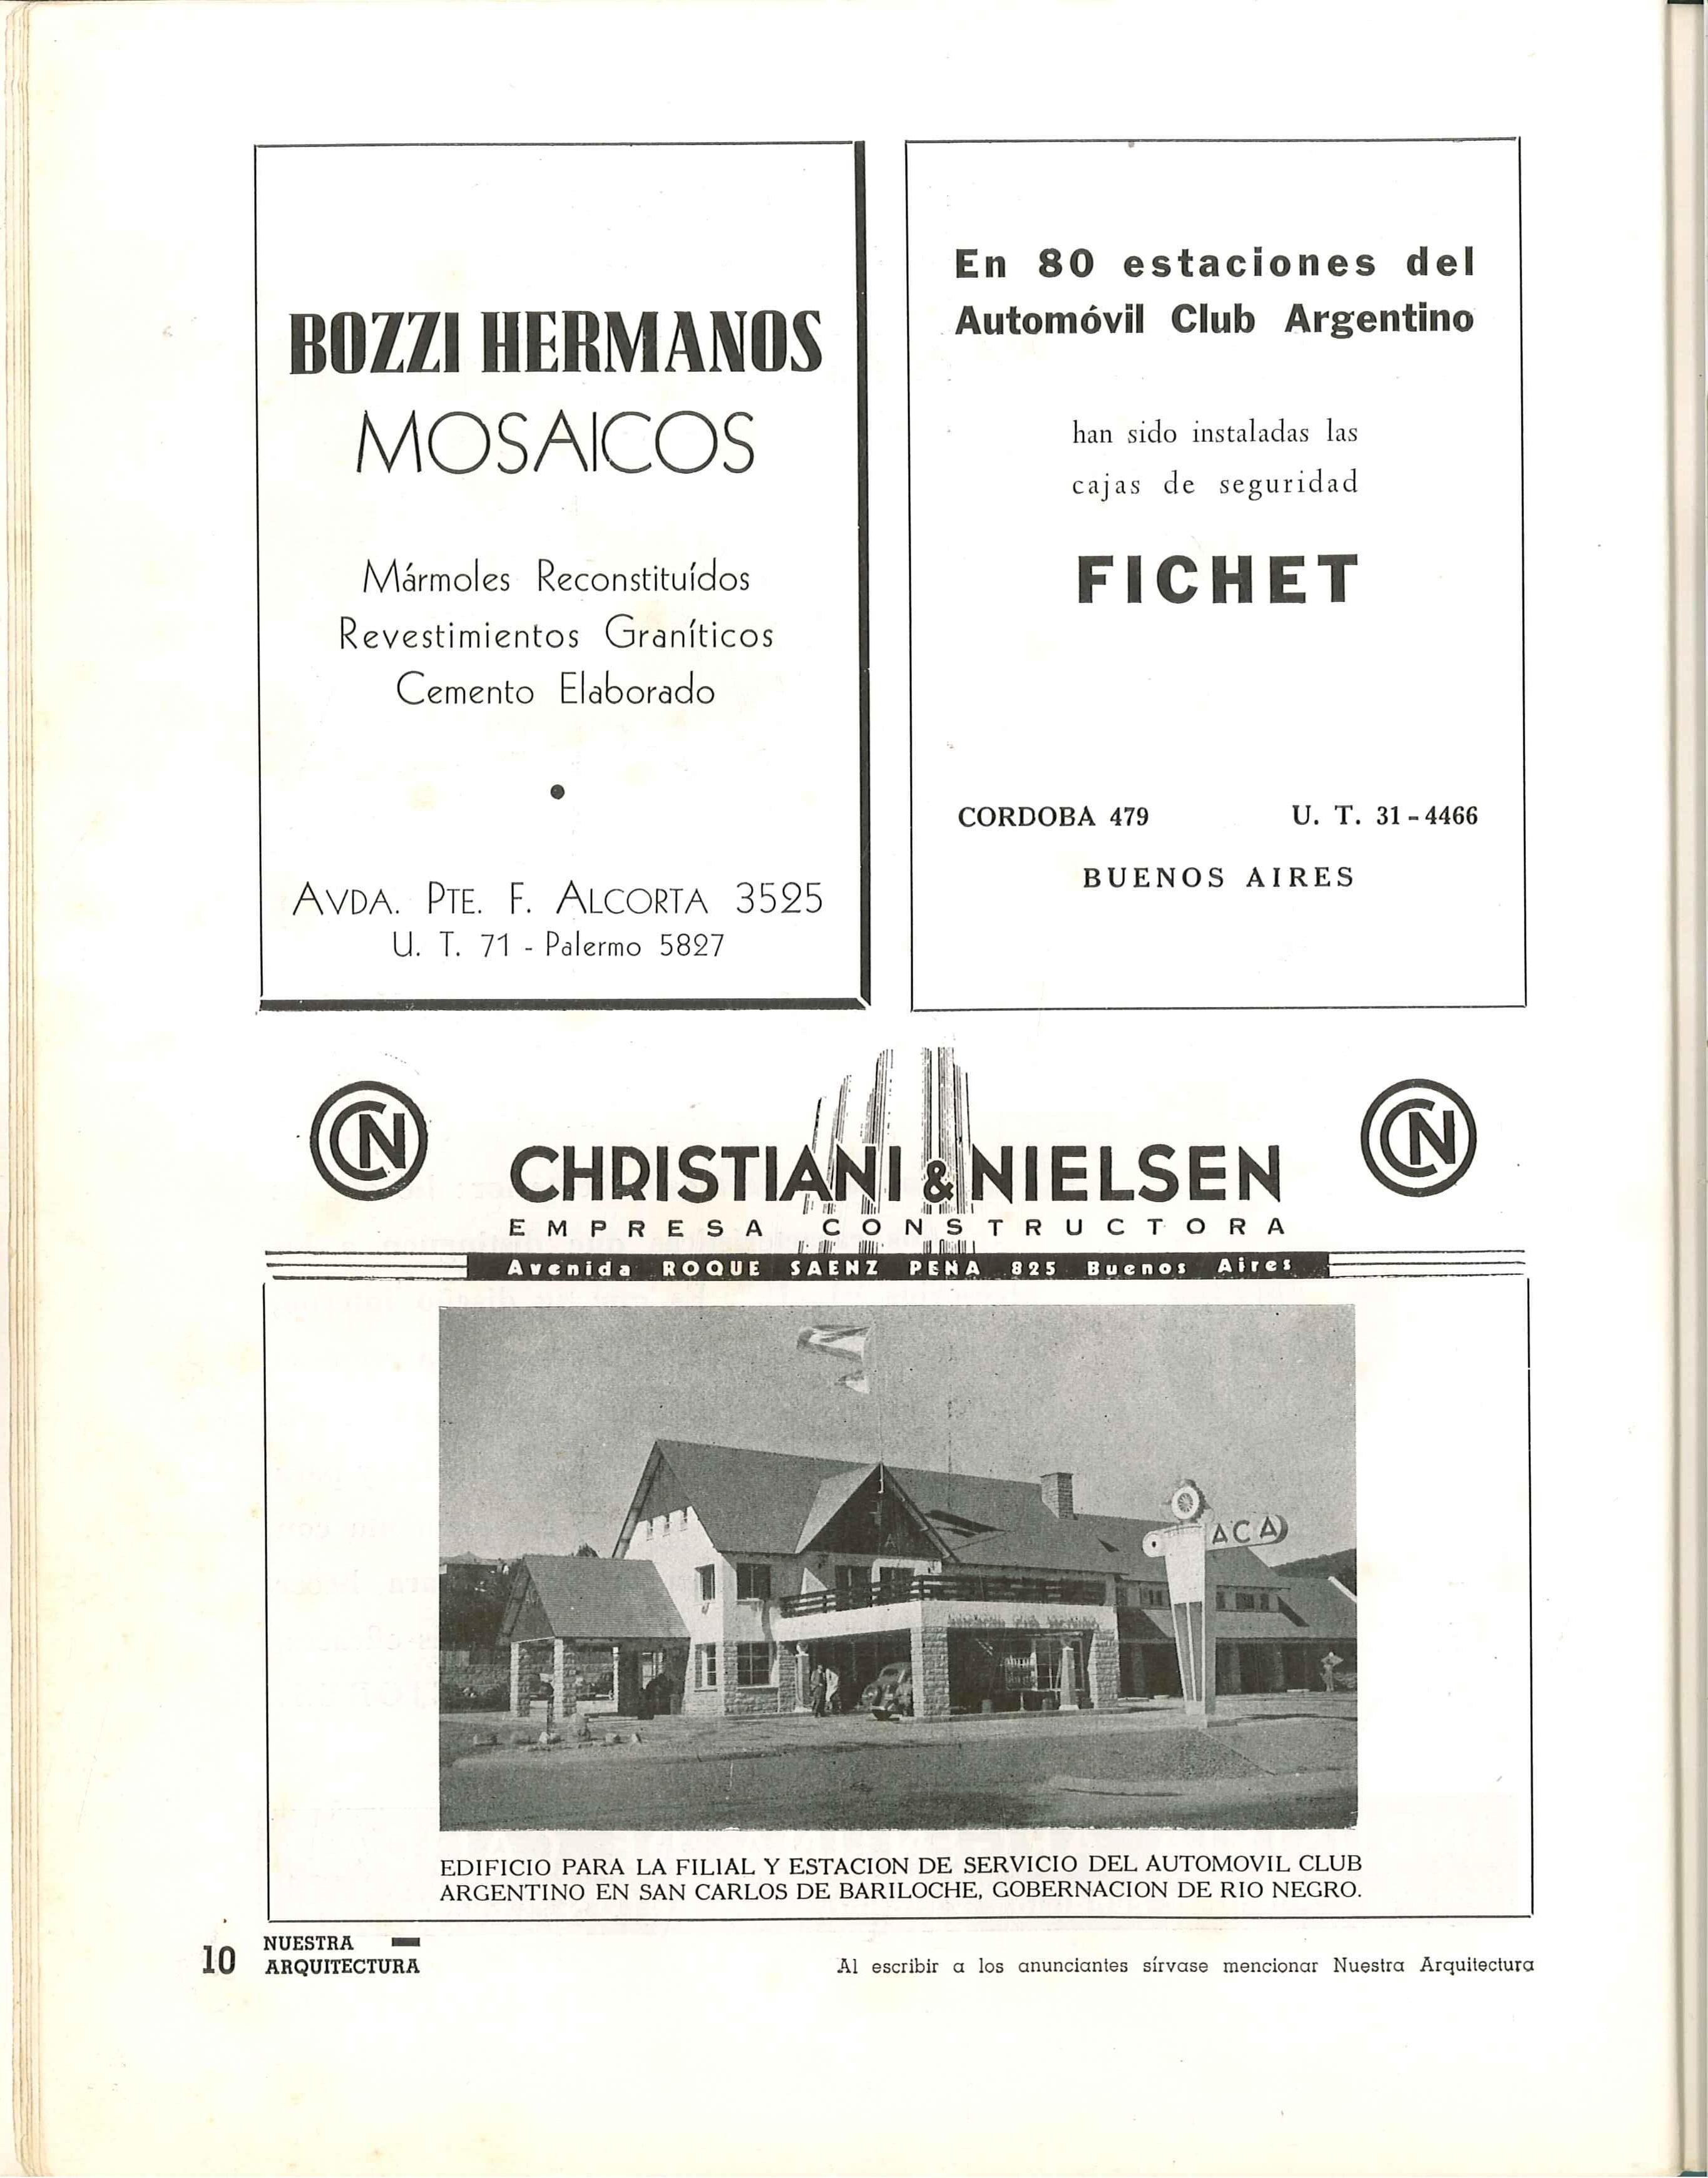 BOZZI HERMANOS
MOSAICOS
Mármoles Reconstituídos
Revestimientos Graníticos
Cemento Elaborado
AVDA. PTE. F. ALCORTA 3525
U. T. 71 - Palermo 5827
En 80 estaciones del
Automóvil Club Argentino
han sido instaladas las
cajas de seguridad
FICHET
CORDOBA 479 U. T. 31-4466
BUENOS AIRES
CN
CN
CHRISTIANI & NIELSEN
EMPRESA CONSTRUCTORA
Avenida ROQUE SAENZ PENA 825 Buenos Aires
ACA
EDIFICIO PARA LA FILIAL Y ESTACION DE SERVICIO DEL AUTOMOVIL CLUB
ARGENTINO EN SAN CARLOS DE BARILOCHE, GOBERNACION DE RIO NEGRO.
10 NUESTRA
ARQUITECTURA
Al escribir a los anunciantes sírvase mencionar Nuestra Arquitectura